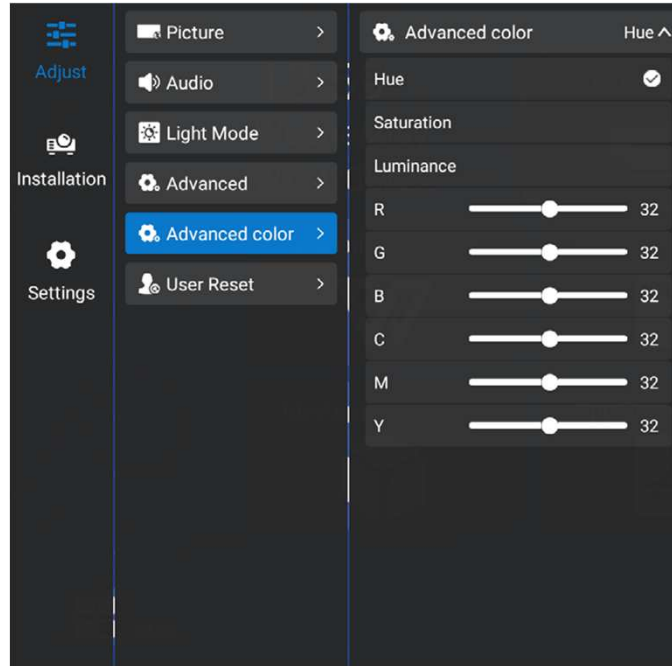 Adjust
Installation
Settings
Picture
Audio
Light Mode
Advanced
Advanced color
User Reset
Advanced color Hue
Hue
Saturation
Luminance
R 32
G 32
B 32
C 32
M 32
Y 32